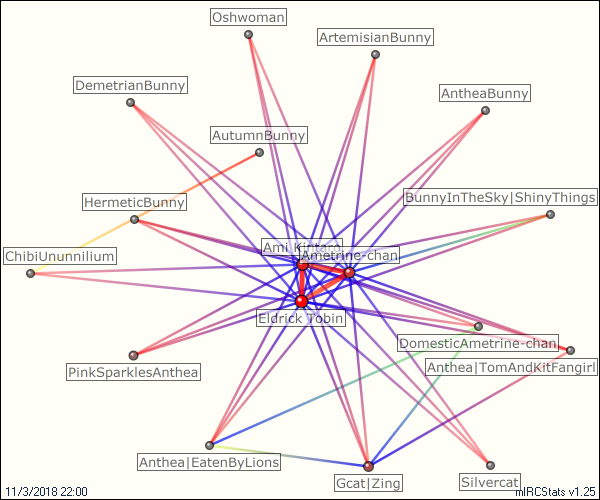 Oshwoman
ArtemisianBunny
DemetrianBunny
AntheaBunny
AutumnBunny
BunnyInTheSky|ShinyThings
HermeticBunny
Ami
ChibiUnunnilium
Ametrine-chan
Eldrick Tobin
DomesticAmetrine-chan
Anthea|TomAndKitFangirl
PinkSparklesAnthea
Anthea|EatenByLions
Gcat|Zing
Silvercat
11/3/2018 22:00
mIRCStats v1.25